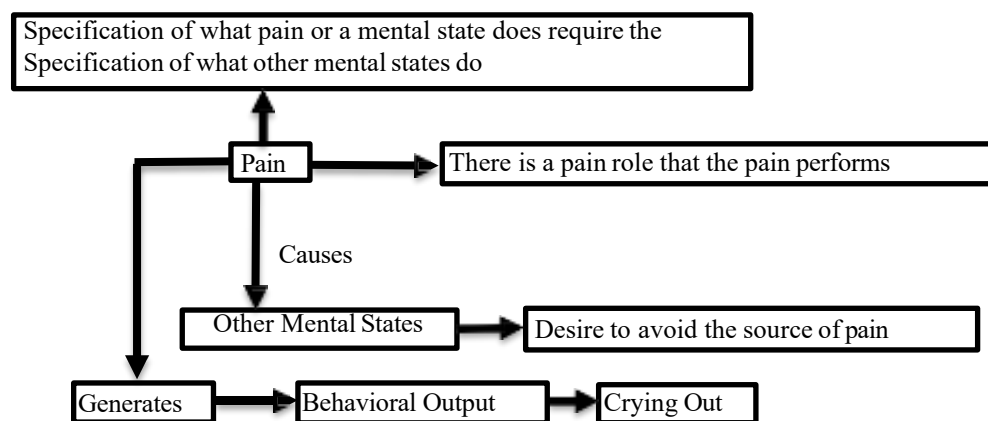 Specification of what pain or a mental state does require the
Specification of what other mental states do
Pain
There is a pain role that the pain performs
Causes
Other Mental States
Desire to avoid the source of pain
Generates
Behavioral Output
Crying Out